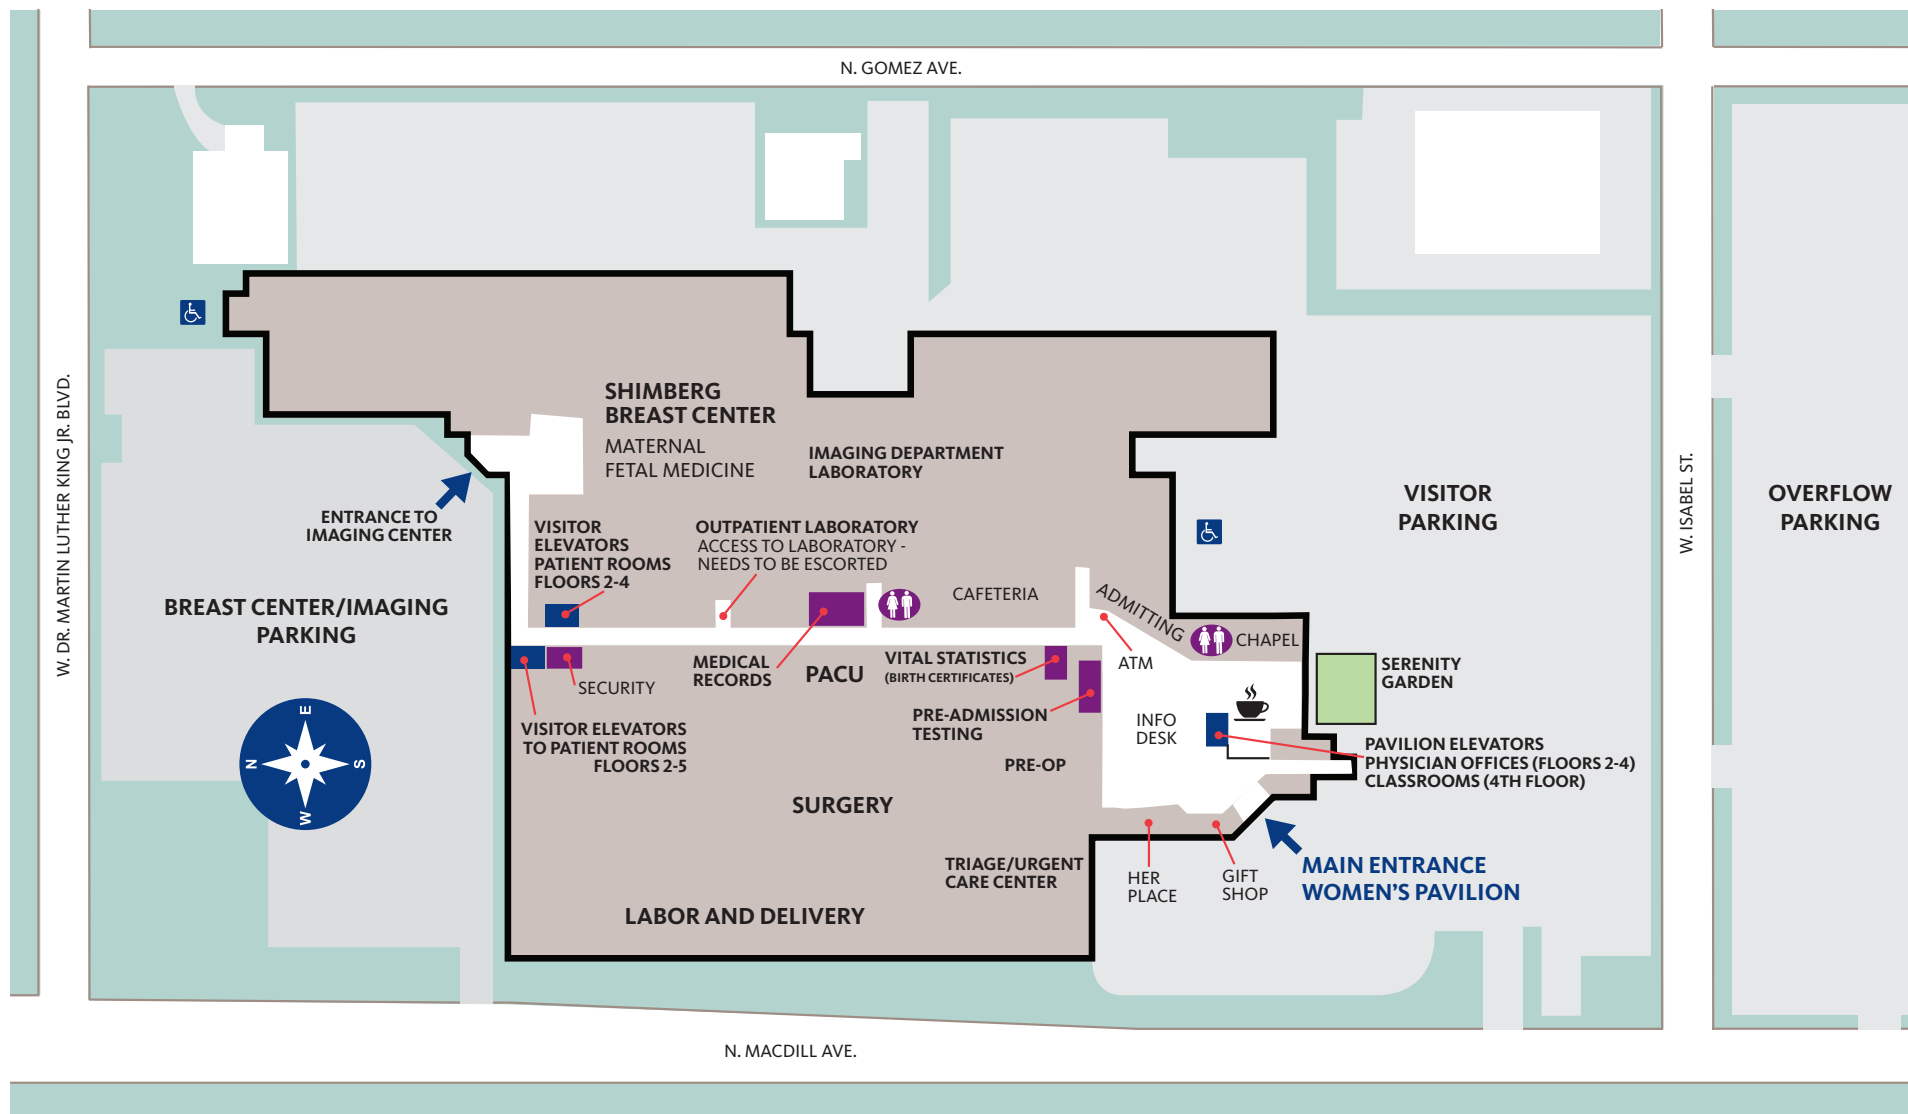 N. GOMEZ AVE.
W. DR. MARTIN LUTHER KING JR. BLVD.
SHIMBERG
BREAST CENTER
MATERNAL
FETAL MEDICINE
IMAGING DEPARTMENT
LABORATORY
W. ISABEL ST.
VISITOR
PARKING
OVERFLOW
PARKING
ENTRANCE TO
IMAGING CENTER
VISITOR
ELEVATORS
PATIENT ROOMS
FLOORS 2-4
OUTPATIENT LABORATORY
ACCESS TO LABORATORY -
NEEDS TO BE ESCORTED
CAFETERIA
ADMITTING
BREAST CENTER/IMAGING
PARKING
CHAPEL
ATM
SERENITY
GARDEN
SECURITY
MEDICAL
RECORDS
PACU
VITAL STATISTICS
(BIRTH CERTIFICATES)
PRE-ADMISSION
TESTING
INFO
DESK
VISITOR ELEVATORS
TO PATIENT ROOMS
FLOORS 2-5
E
N
S
W
PAVILION ELEVATORS
PHYSICIAN OFFICES (FLOORS 2-4)
CLASSROOMS (4TH FLOOR)
PRE-OP
SURGERY
TRIAGE/URGENT
CARE CENTER
HER
PLACE
GIFT
SHOP
MAIN ENTRANCE
WOMEN'S PAVILION
LABOR AND DELIVERY
N. MACDILL AVE.